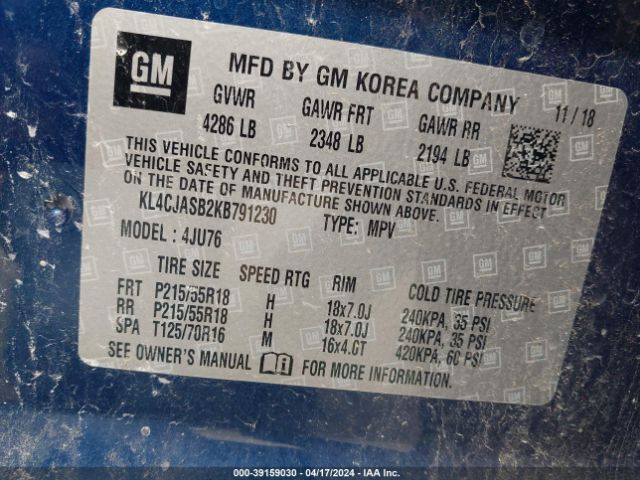 GM
MFD BY GM KOREA COMPANY 11 / 18
GVWR GAWR FRT GAWR RR
4286 LB 2348 LB 2194 LB
THIS VEHICLE CONFORMS TO ALL APPLICABLE U.S. FEDERAL MOTOR
VEHICLE SAFETY AND THEFT PREVENTION STANDARDS IN EFFECT
ON THE DATE OF MANUFACTURE SHOWN ABOVE.
KL4CJASB2KB791230 TYPE: MPV
MODEL: 4JU76
TIRE SIZE SPEED RTG RIM COLD TIRE PRESSURE
FRT P215/55R18 H 18x7.0J 240KPA, 35 PSI
RR P215/55R18 H 18x7.0J 240KPA, 35 PSI
SPA T125/70R16 M 16x4.CT 420KPA, 60 PSI
SEE OWNER'S MANUAL FOR MORE INFORMATION.
000-39159030 - 04/17/2024 - IAA Inc.